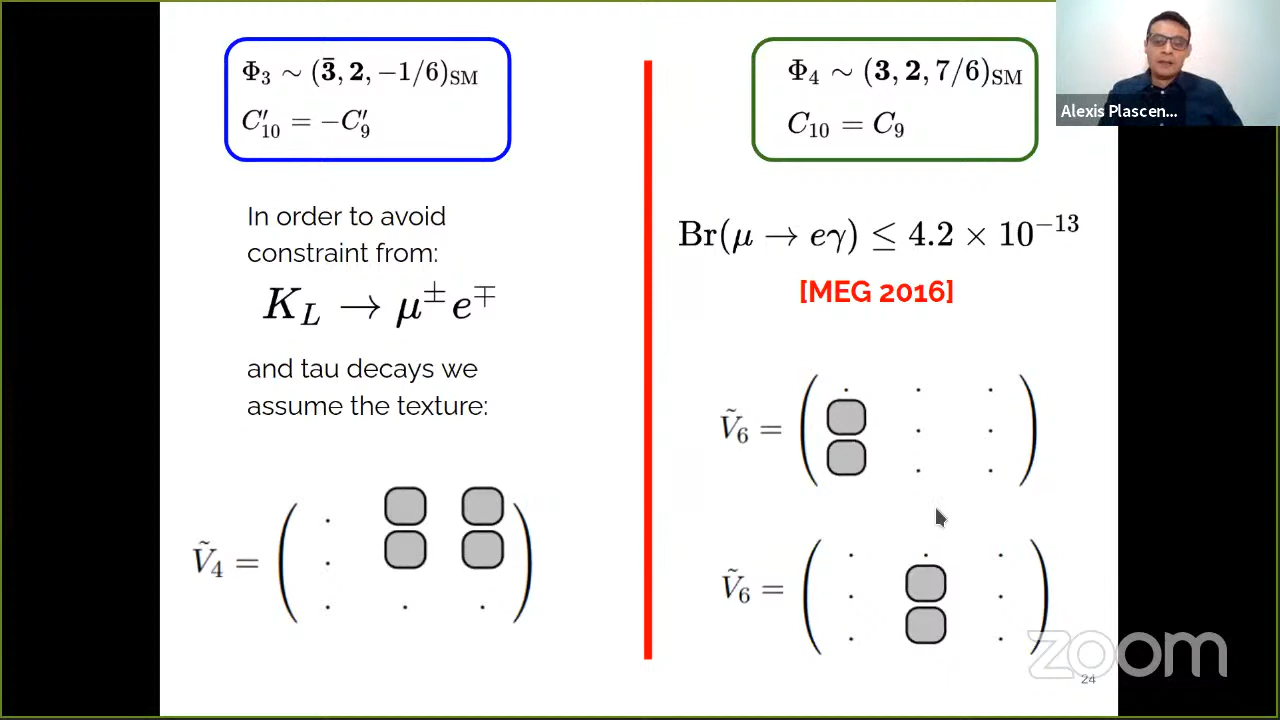 Φ₃ ∼ (3̄, 2, −1/6)SM
C′₁₀ = −C′₉
In order to avoid
constraint from:
K_L → μ^± e^∓
and tau decays we
assume the texture:
Ṽ₄ =
Φ₄ ∼ (3, 2, 7/6)SM
C₁₀ = C₉
Br(μ → eγ) ≤ 4.2 × 10⁻¹³
[MEG 2016]
Ṽ₆ =
Ṽ₆ =
24
Alexis Plascen...
zoom